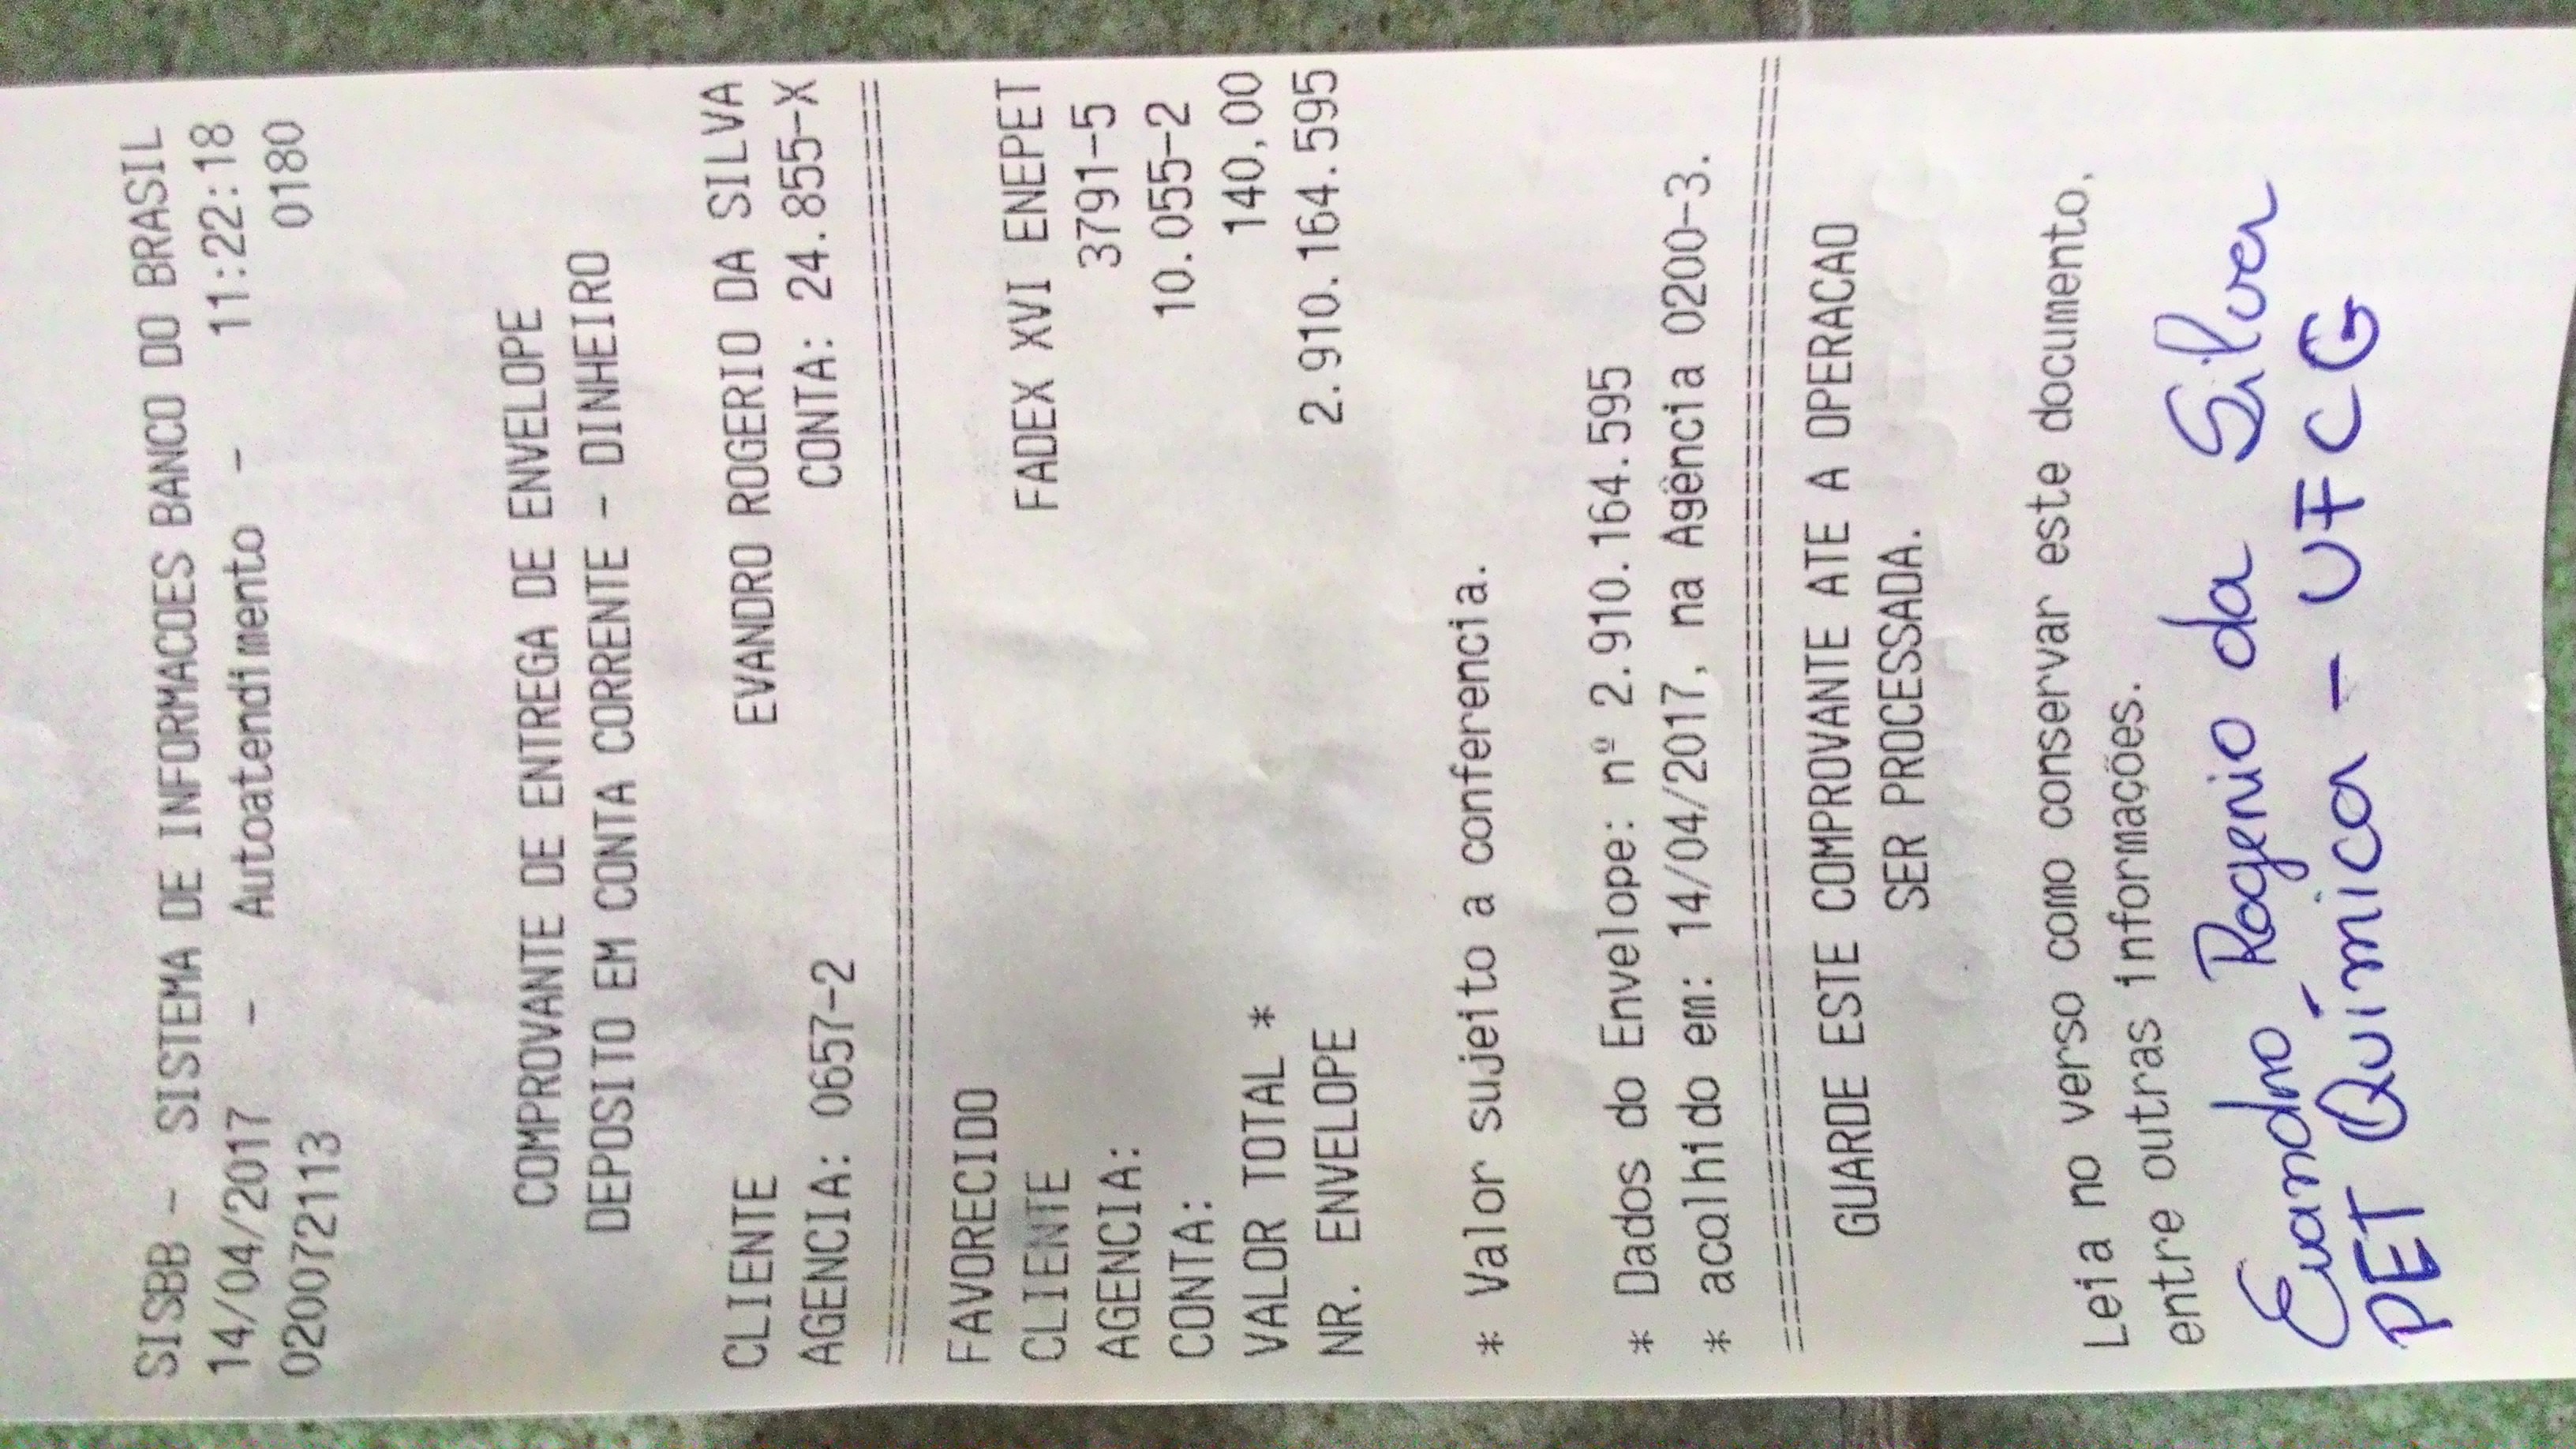 SISBB - SISTEMA DE INFORMACOES BANCO DO BRASIL
14/04/2017 - Autoatendimento - 11:22:18
020072113 0180
COMPROVANTE DE ENTREGA DE ENVELOPE
DEPOSITO EM CONTA CORRENTE - DINHEIRO
CLIENTE EVANDRO ROGERIO DA SILVA
AGENCIA: 0657-2 CONTA: 24.855-X
FAVORECIDO
CLIENTE FADEX XVI ENEPET
AGENCIA: 3791-5
CONTA: 10.055-2
VALOR TOTAL * 140,00
NR. ENVELOPE 2.910.164.595
* Valor sujeito a conferencia.
* Dados do Envelope: nº 2.910.164.595
* acolhido em: 14/04/2017, na Agência 0200-3.
GUARDE ESTE COMPROVANTE ATE A OPERACAO
SER PROCESSADA.
Leia no verso como conservar este documento,
entre outras informações.
Evandro Rogerio da Silva
PET Química - UFCG